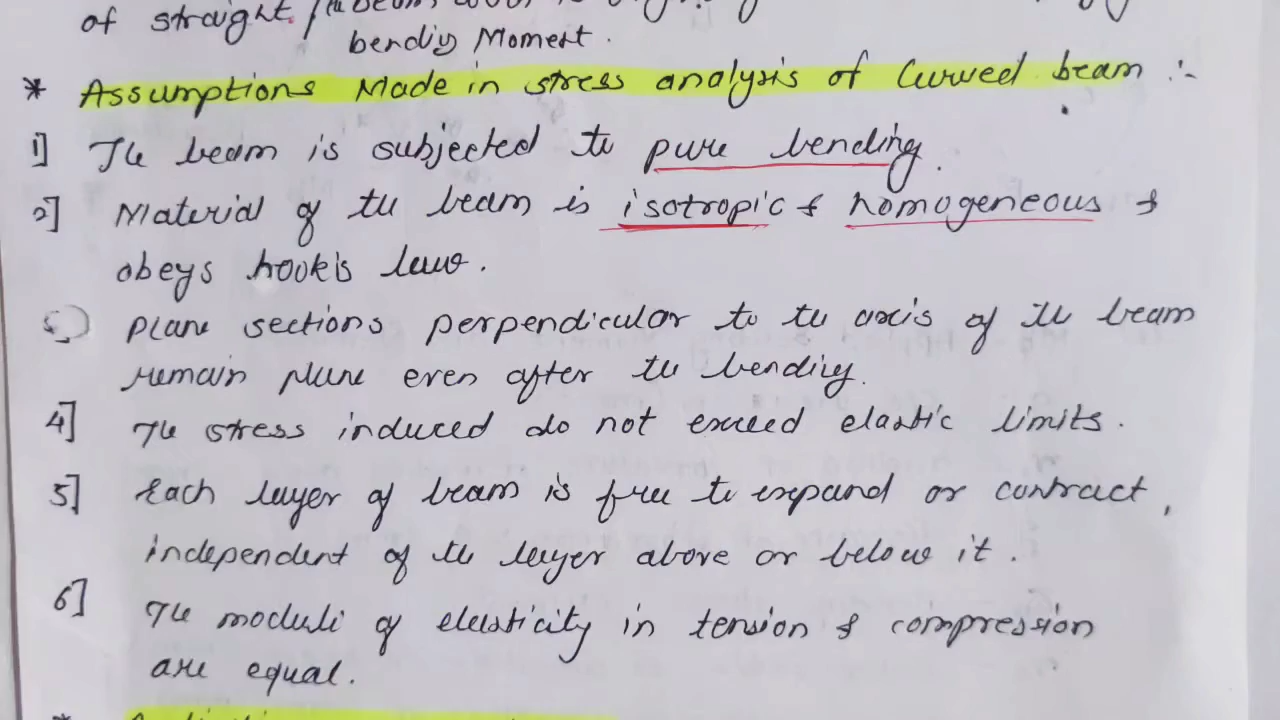 of straight
bending Moment.
* Assumptions Made in stress analysis of Curved beam :-
1] The beam is subjected to pure bending.
2] Material of the beam is isotropic & homogeneous &
obeys hook's law.
plane sections perpendicular to the axis of the beam
remain plane even after the bending.
4] The stress induced do not exceed elastic limits.
5] Each layer of beam is free to expand or contract,
independent of the layer above or below it.
6] The moduli of elasticity in tension & compression
are equal.